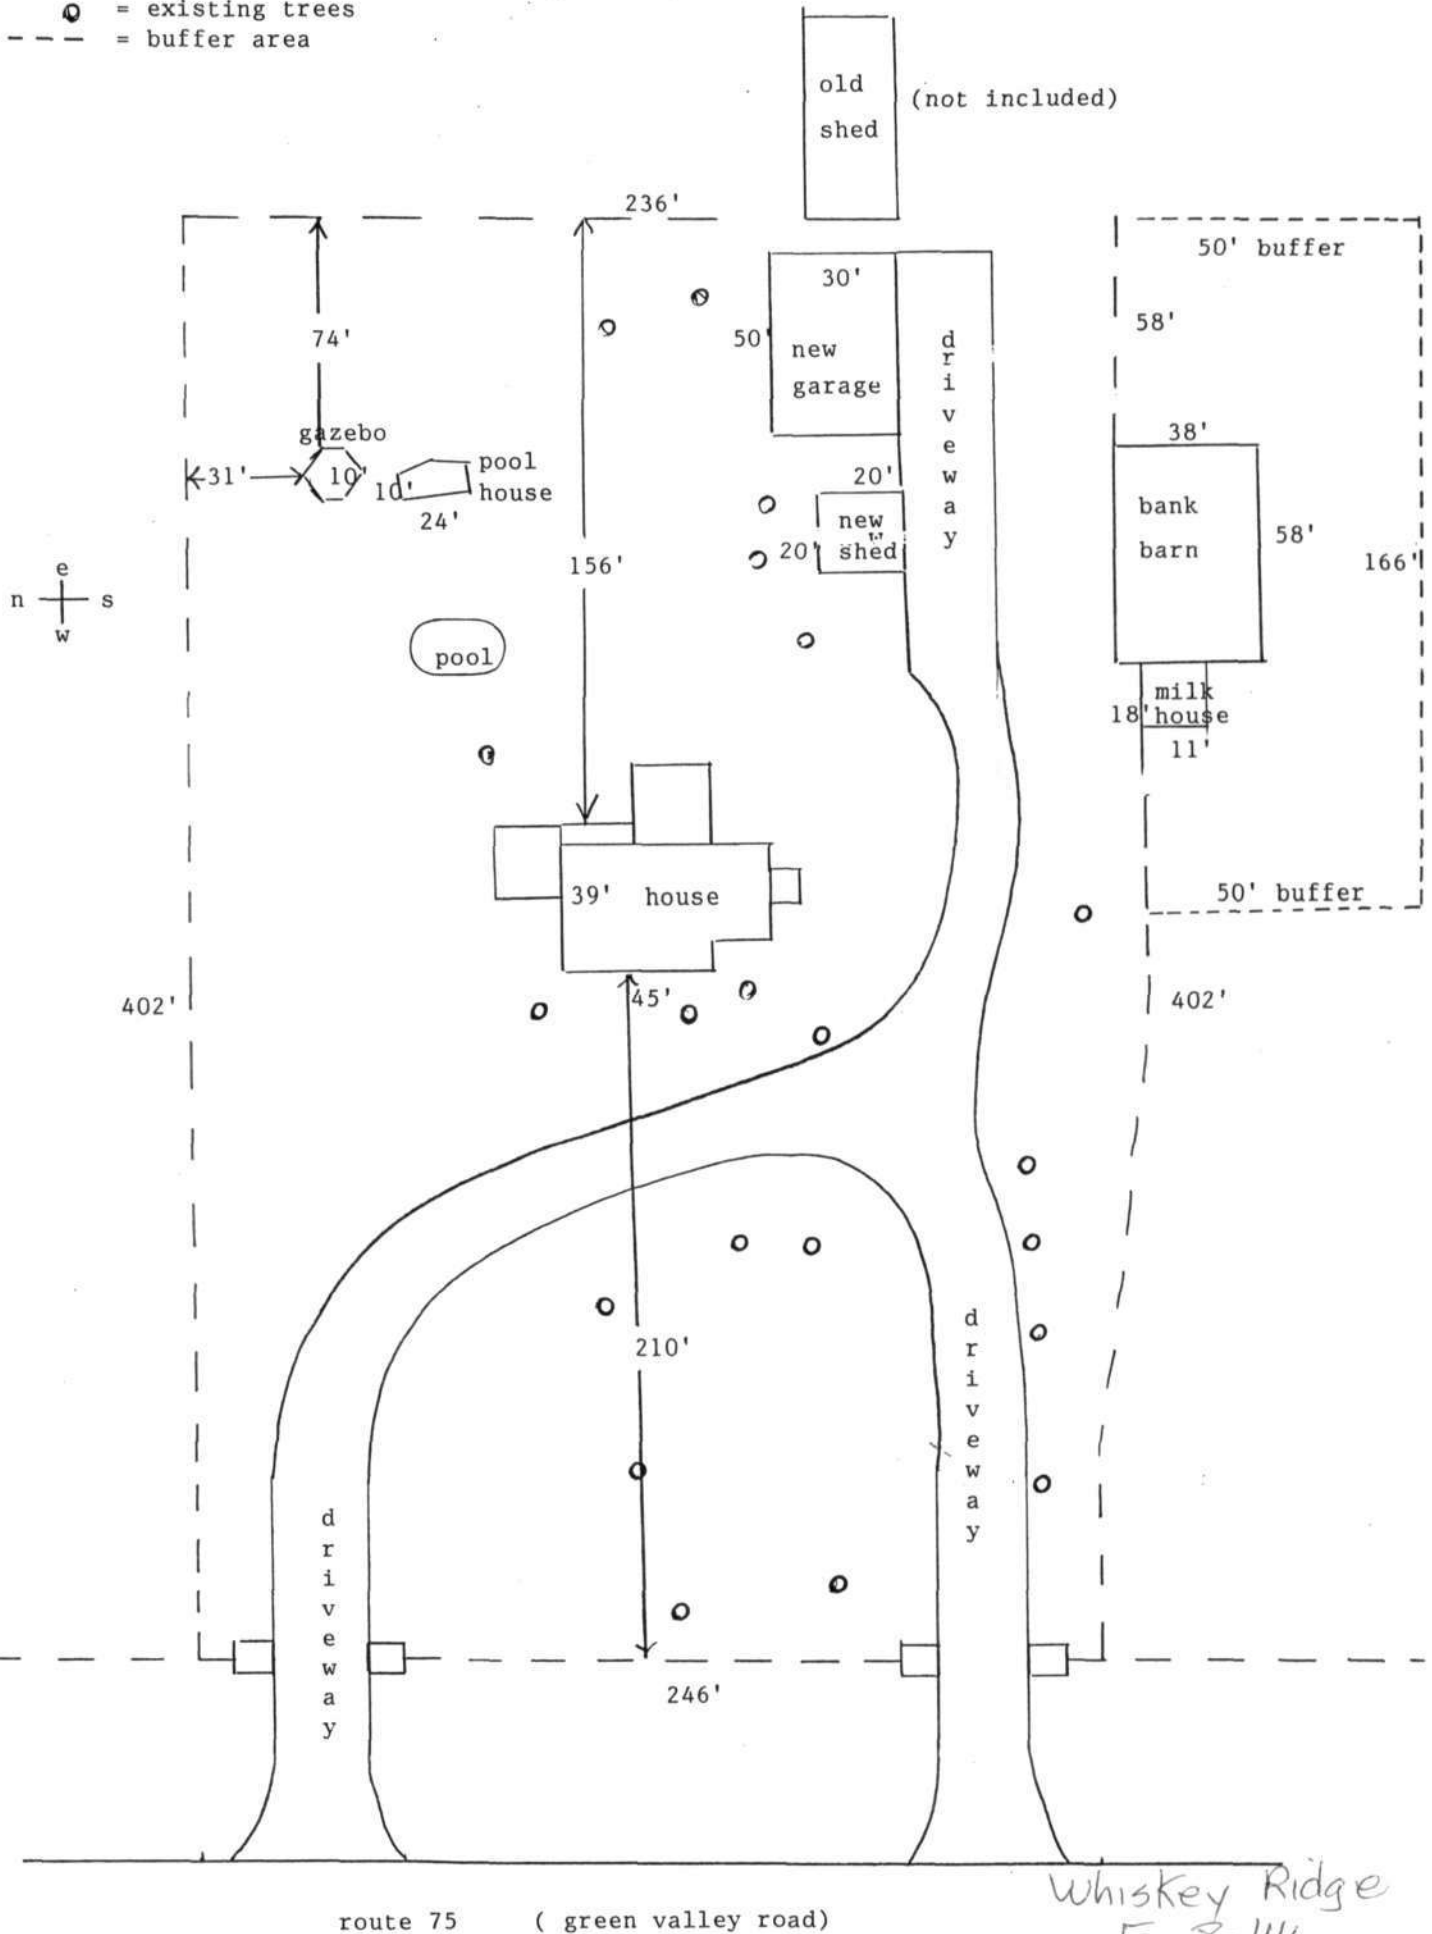 = existing trees
= buffer area
old
shed
(not included)
236'
50' buffer
30'
58'
74'
50'
new
garage
driveway
gazebo
38'
31'
10'
10'
pool
house
24'
20'
new
shed
20'
bank
barn
58'
166'
156'
e
n
s
w
pool
milk
18'
house
11'
39'
house
50' buffer
402'
45'
402'
210'
driveway
driveway
246'
Whiskey Ridge
route 75
( green valley road)